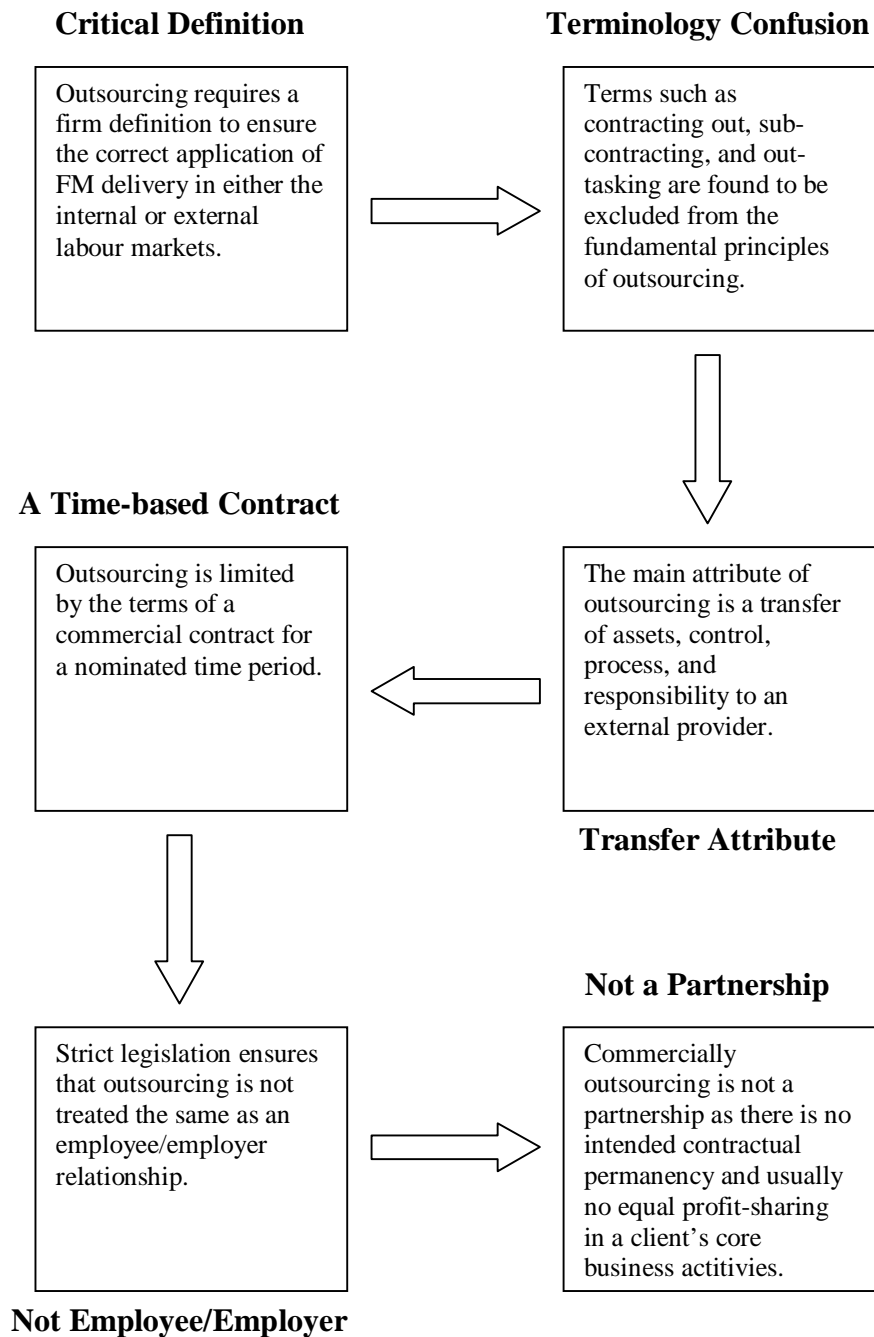 Critical Definition
Outsourcing requires a
firm definition to ensure
the correct application of
FM delivery in either the
internal or external
labour markets.
Terminology Confusion
Terms such as
contracting out, sub-
contracting, and out-
tasking are found to be
excluded from the
fundamental principles
of outsourcing.
The main attribute of
outsourcing is a transfer
of assets, control,
process, and
responsibility to an
external provider.
Transfer Attribute
A Time-based Contract
Outsourcing is limited
by the terms of a
commercial contract for
a nominated time period.
Strict legislation ensures
that outsourcing is not
treated the same as an
employee/employer
relationship.
Not Employee/Employer
Not a Partnership
Commercially
outsourcing is not a
partnership as there is no
intended contractual
permanency and usually
no equal profit-sharing
in a client’s core
business actitivies.